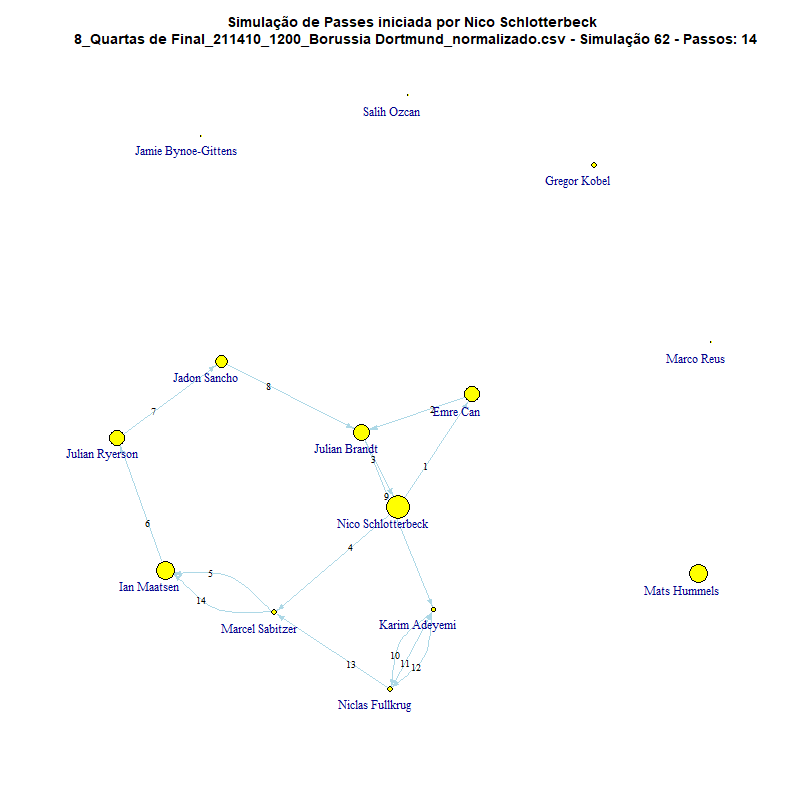 Simulação de Passes iniciada por Nico Schlotterbeck
8_Quartas de Final_211410_1200_Borussia Dortmund_normalizado.csv - Simulação 62 - Passos: 14
Salih Ozcan
Jamie Bynoe-Gittens
Gregor Kobel
Marco Reus
Jadon Sancho
8
7
2
Emre Can
Julian Brandt
Julian Ryerson
3
1
9
Nico Schlotterbeck
6
4
5
Ian Maatsen
Mats Hummels
14
Marcel Sabitzer
Karim Adeyemi
10
11
12
13
Niclas Fullkrug